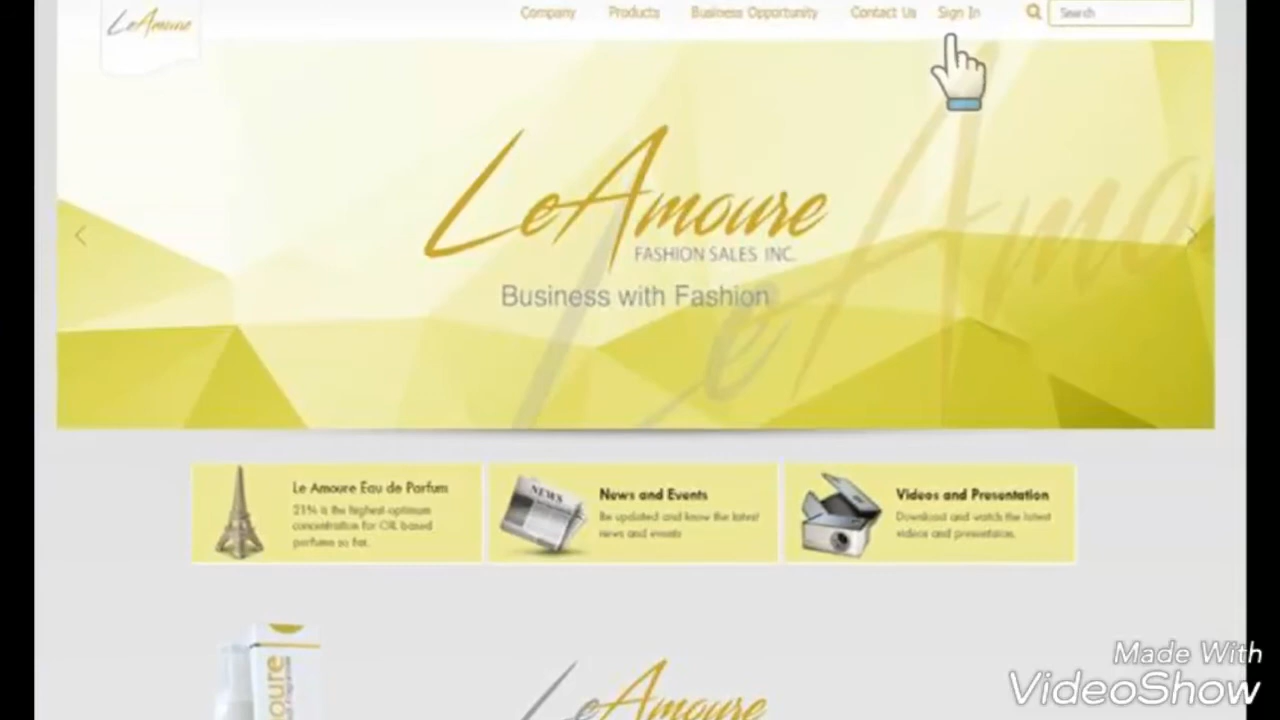 LeAmoure
Company Products Business Opportunity Contact Us Sign In Search
LeAmoure
FASHION SALES INC.
Business with Fashion
LeAmo
Le Amoure Eau de Parfum
21% is the highest optimum
concentration for OIL based
perfume so far.
NEWS
News and Events
Be updated and know the latest
news and events
Videos and Presentation
Download and watch the latest
videos and presentation.
oure
LeAmoure
Made With
VideoShow